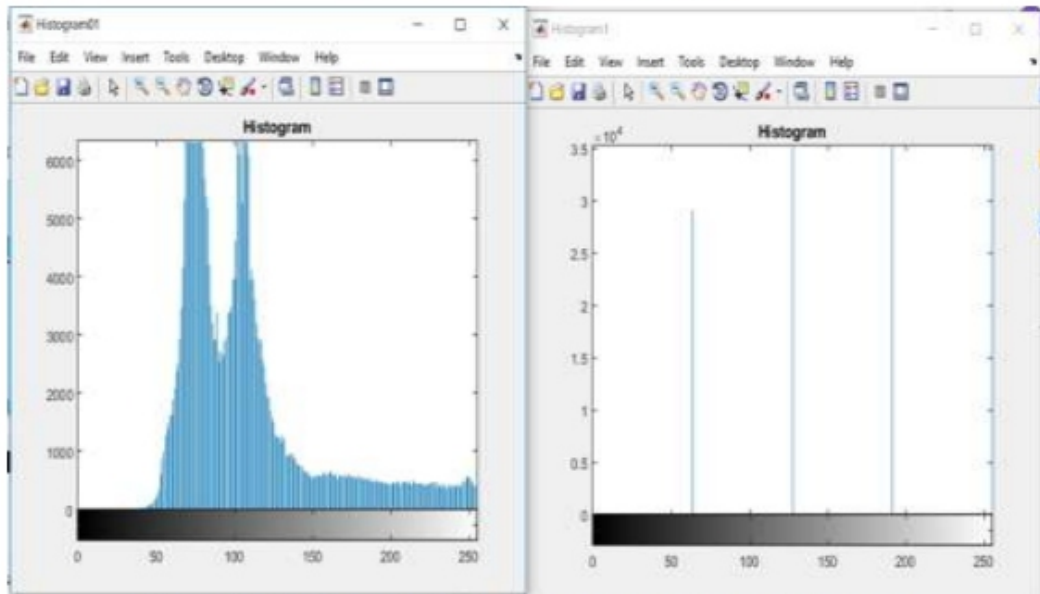 Histogram01
File Edit View Insert Tools Desktop Window Help
Histogram
6000
5000
4000
3000
2000
1000
0
0 50 100 150 200 250
Histogram1
File Edit View Insert Tools Desktop Window Help
×10⁴
Histogram
3.5
3
2.5
2
1.5
1
0.5
0
0 50 100 150 200 250